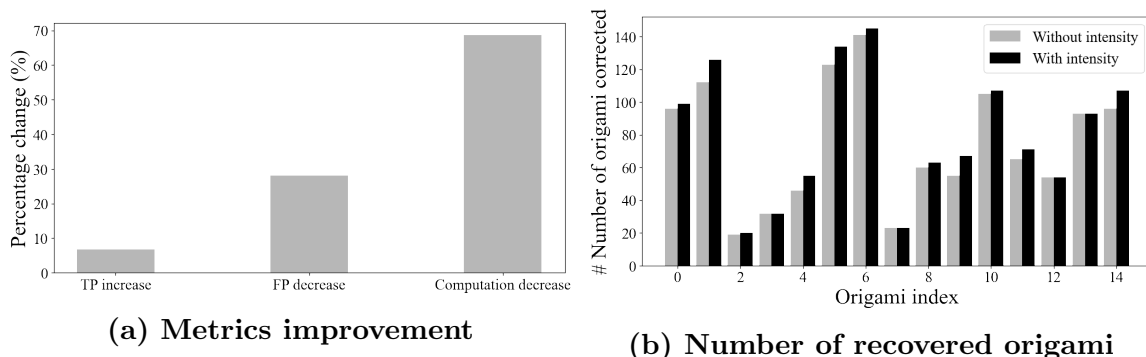 Percentage change (%)
70
60
50
40
30
20
10
0
TP increase
FP decrease
Computation decrease
(a) Metrics improvement
# Number of origami corrected
140
120
100
80
60
40
20
0
Without intensity
With intensity
0
2
4
6
8
10
12
14
Origami index
(b) Number of recovered origami